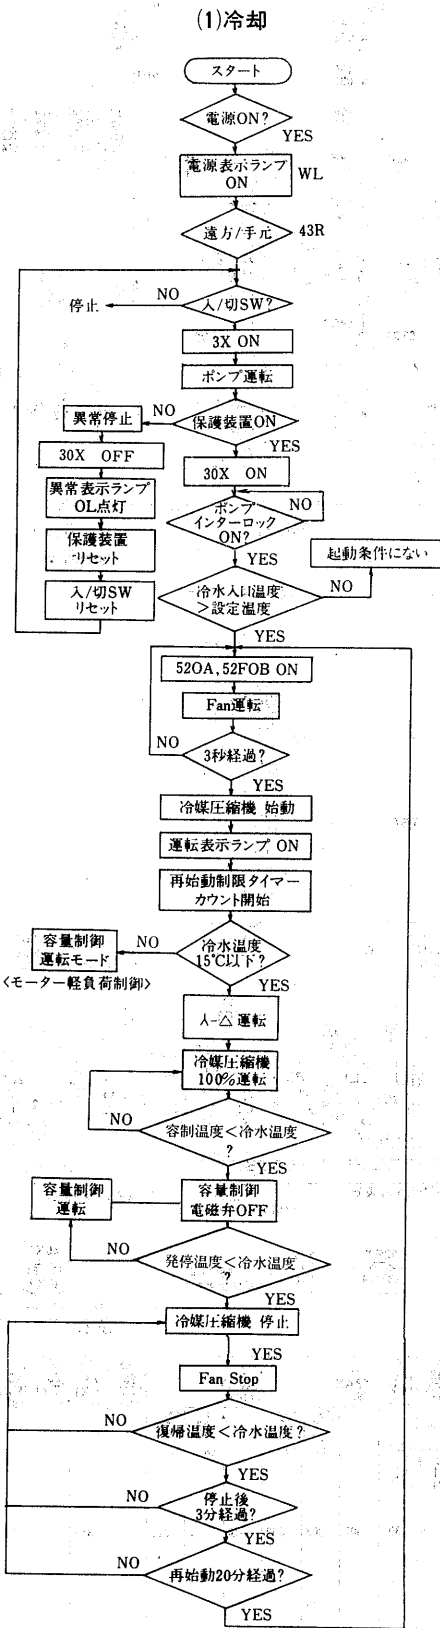 (1)冷却
スタート
電源ON?
YES
電源表示ランプ
ON
WL
遠方/手元
43R
入/切SW?
NO
停止
3X ON
ポンプ運転
保護装置ON
NO
異常停止
YES
30X OFF
30X ON
異常表示ランプ
OL点灯
ポンプ
インターロック
ON?
NO
YES
保護装置
リセット
起動条件にない
入/切SW
リセット
冷水入口温度
>設定温度
NO
YES
52OA,52FOB ON
Fan運転
3秒経過?
NO
YES
冷媒圧縮機 始動
運転表示ランプ ON
再始動制限タイマー
カウント開始
冷水温度
15℃以下?
NO
容量制御
運転モード
〈モーター軽負荷制御〉
YES
人-△ 運転
冷媒圧縮機
100%運転
容制温度<冷水温度
?
NO
YES
容量制御
運転
容量制御
電磁弁OFF
発停温度<冷水温度
?
NO
YES
冷媒圧縮機 停止
YES
Fan Stop
復帰温度<冷水温度?
NO
YES
停止後
3分経過?
NO
YES
再始動20分経過?
NO
YES